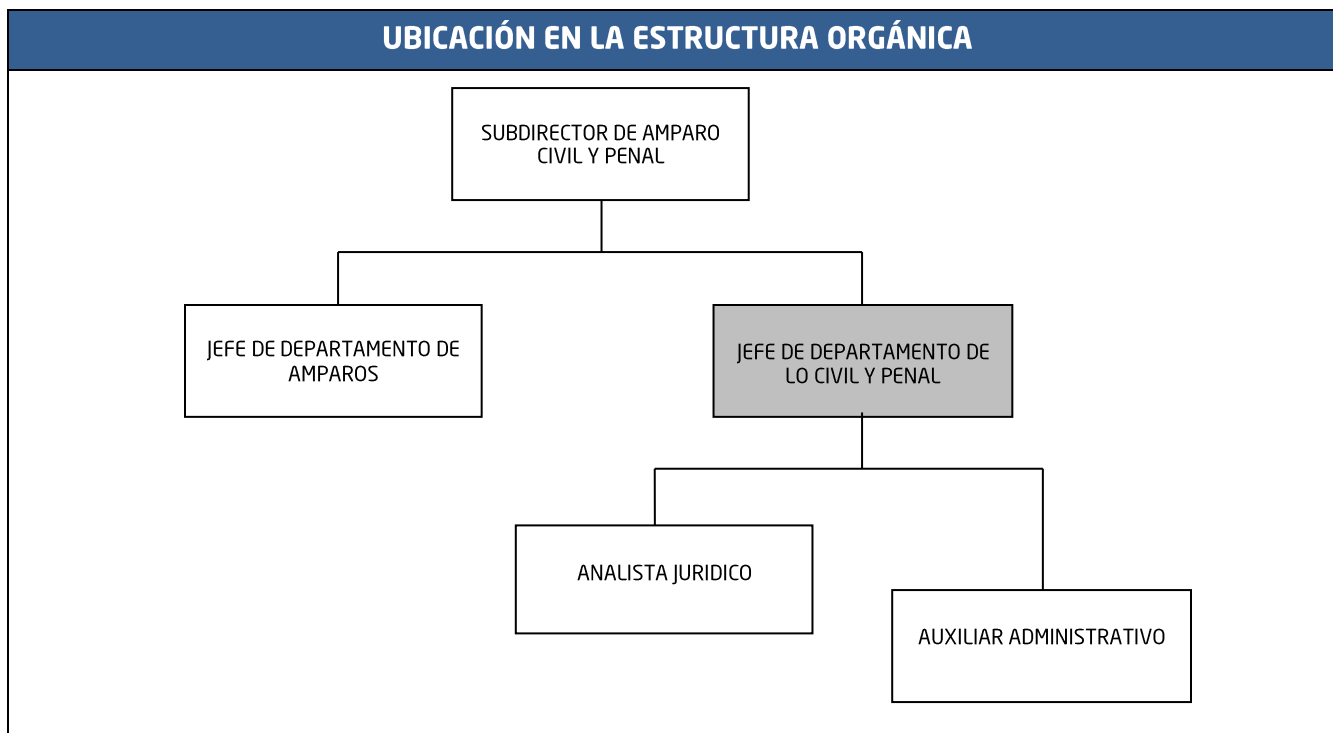 UBICACIÓN EN LA ESTRUCTURA ORGÁNICA
SUBDIRECTOR DE AMPARO
CIVIL Y PENAL
JEFE DE DEPARTAMENTO DE
AMPAROS
JEFE DE DEPARTAMENTO DE
LO CIVIL Y PENAL
ANALISTA JURIDICO
AUXILIAR ADMINISTRATIVO